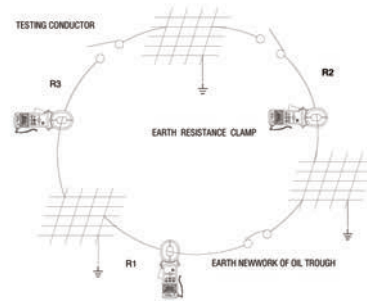 TESTING CONDUCTOR
R3
R2
EARTH RESISTANCE CLAMP
R1
EARTH NEWWORK OF OIL TROUGH